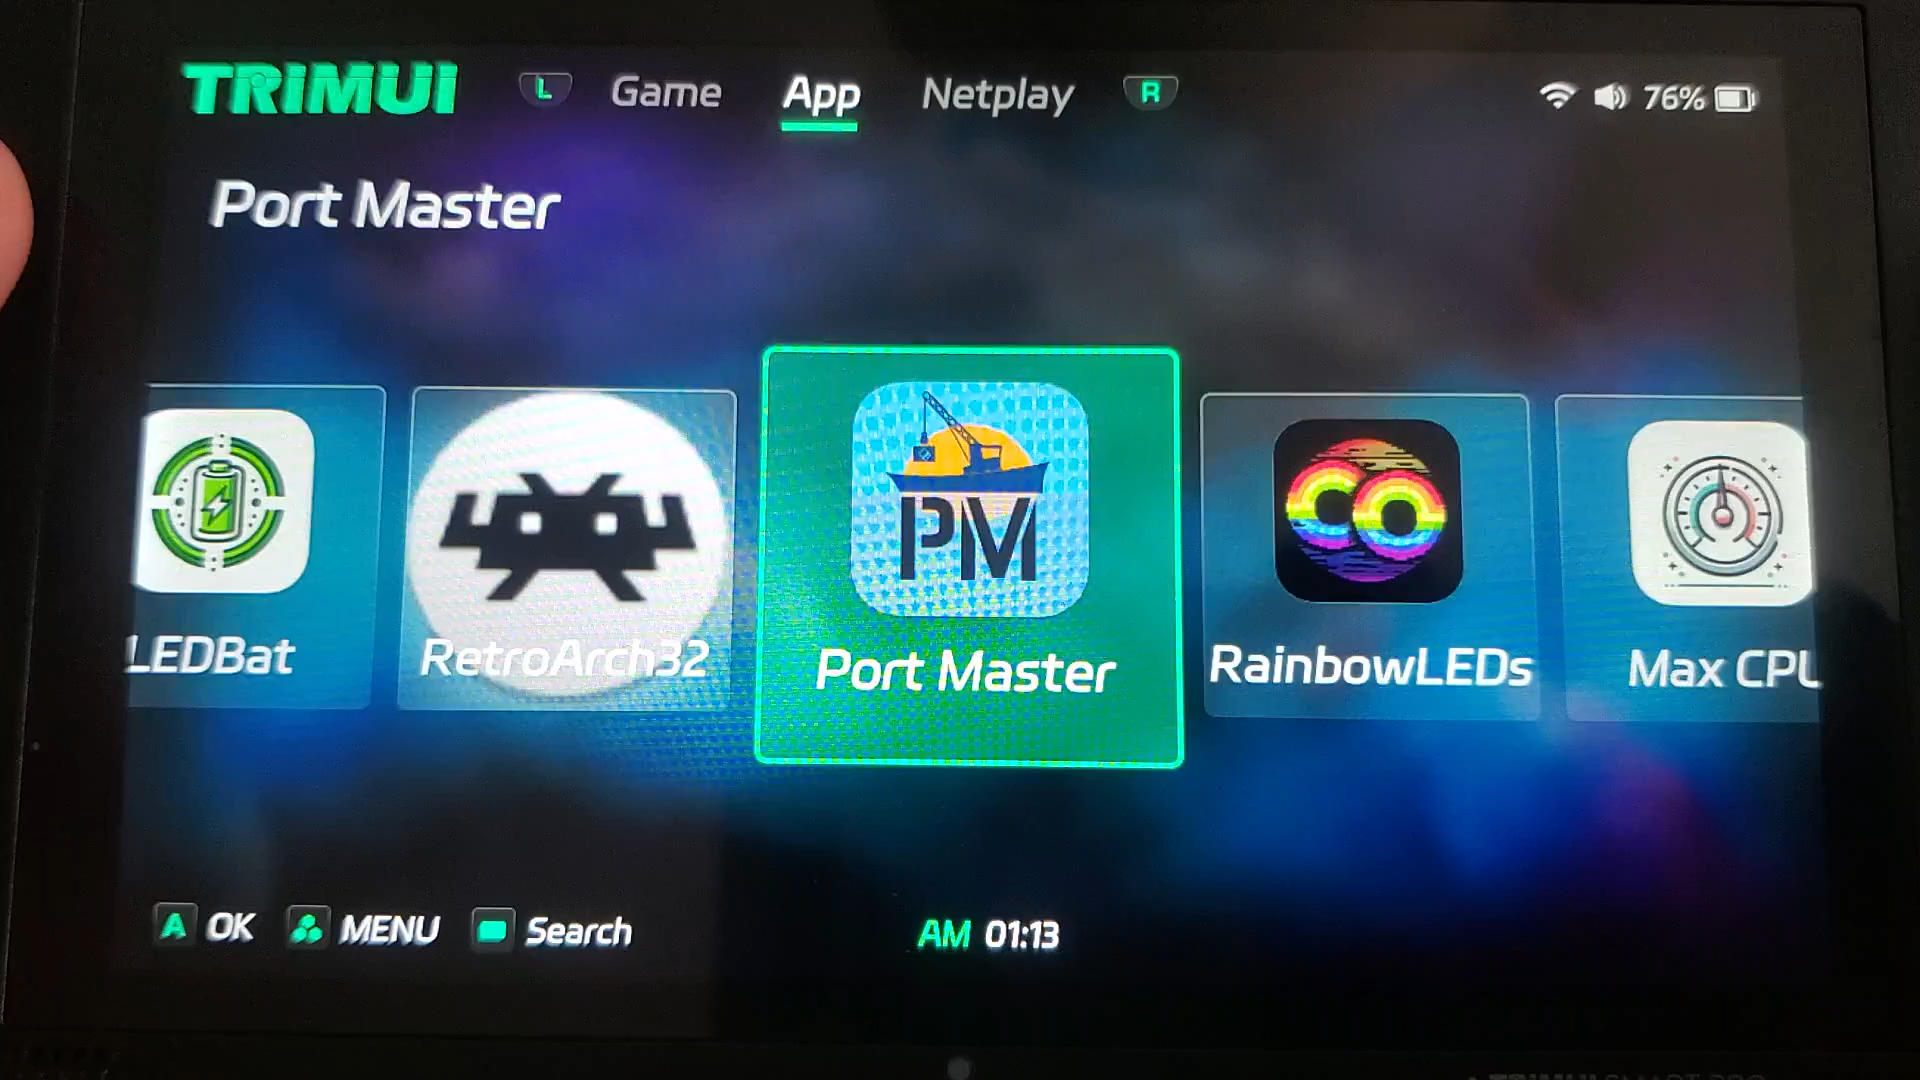 TRIMUI L Game App Netplay R 76%
Port Master
PM
LEDBat RetroArch32 Port Master RainbowLEDs Max CPU
A OK MENU Search AM 01:13